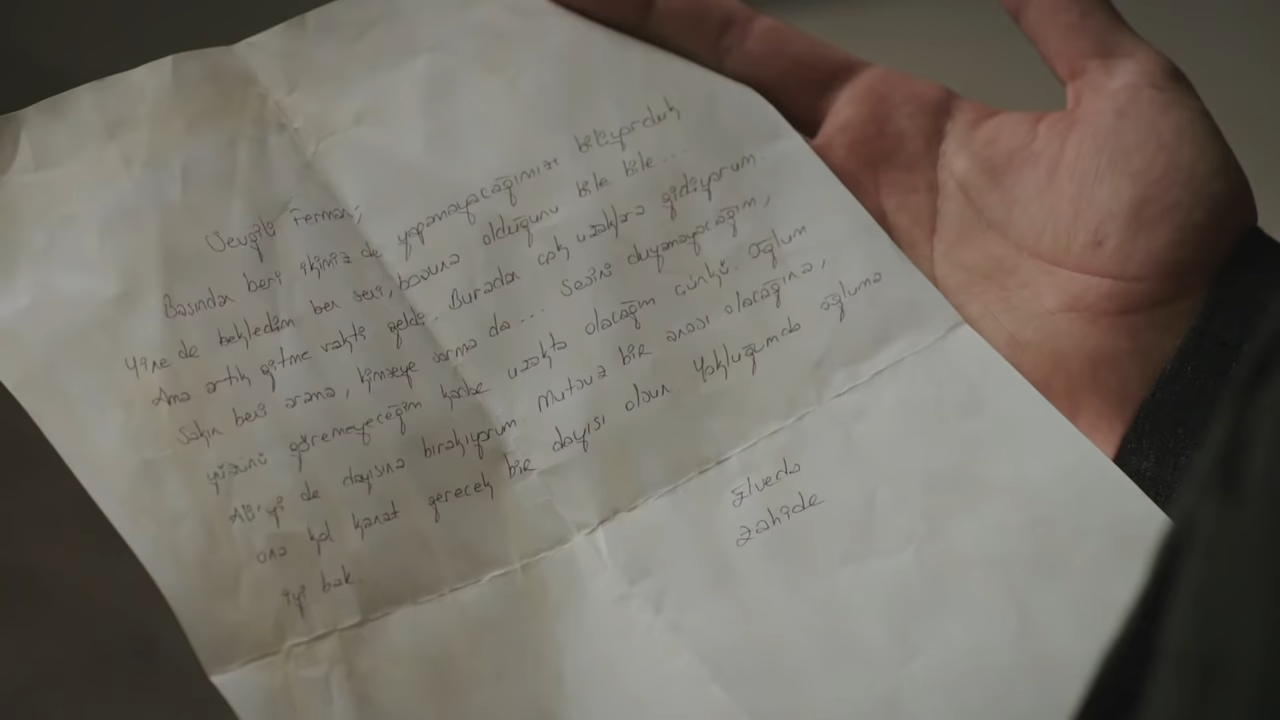 Sevgili Ferman;
Başından beri ikimiz de yapamayacağımızı biliyorduk
Yine de bekledim ben seni, boşuna olduğunu bile bile...
Ama artık gitme vakti geldi. Buradan çok uzaklara gidiyorum.
Sakın beni arama, kimseye sorma da... Sesini duyamayacağım,
yüzünü göremeyeceğim kadar uzakta olacağım çünkü. Oğlum
Ali'yi de dayısına bırakıyorum. Mutsuz bir anası olacağına,
ona kol kanat gerecek bir dayısı olsun. Yokluğumda oğluma
iyi bak.
Elveda
Zahide